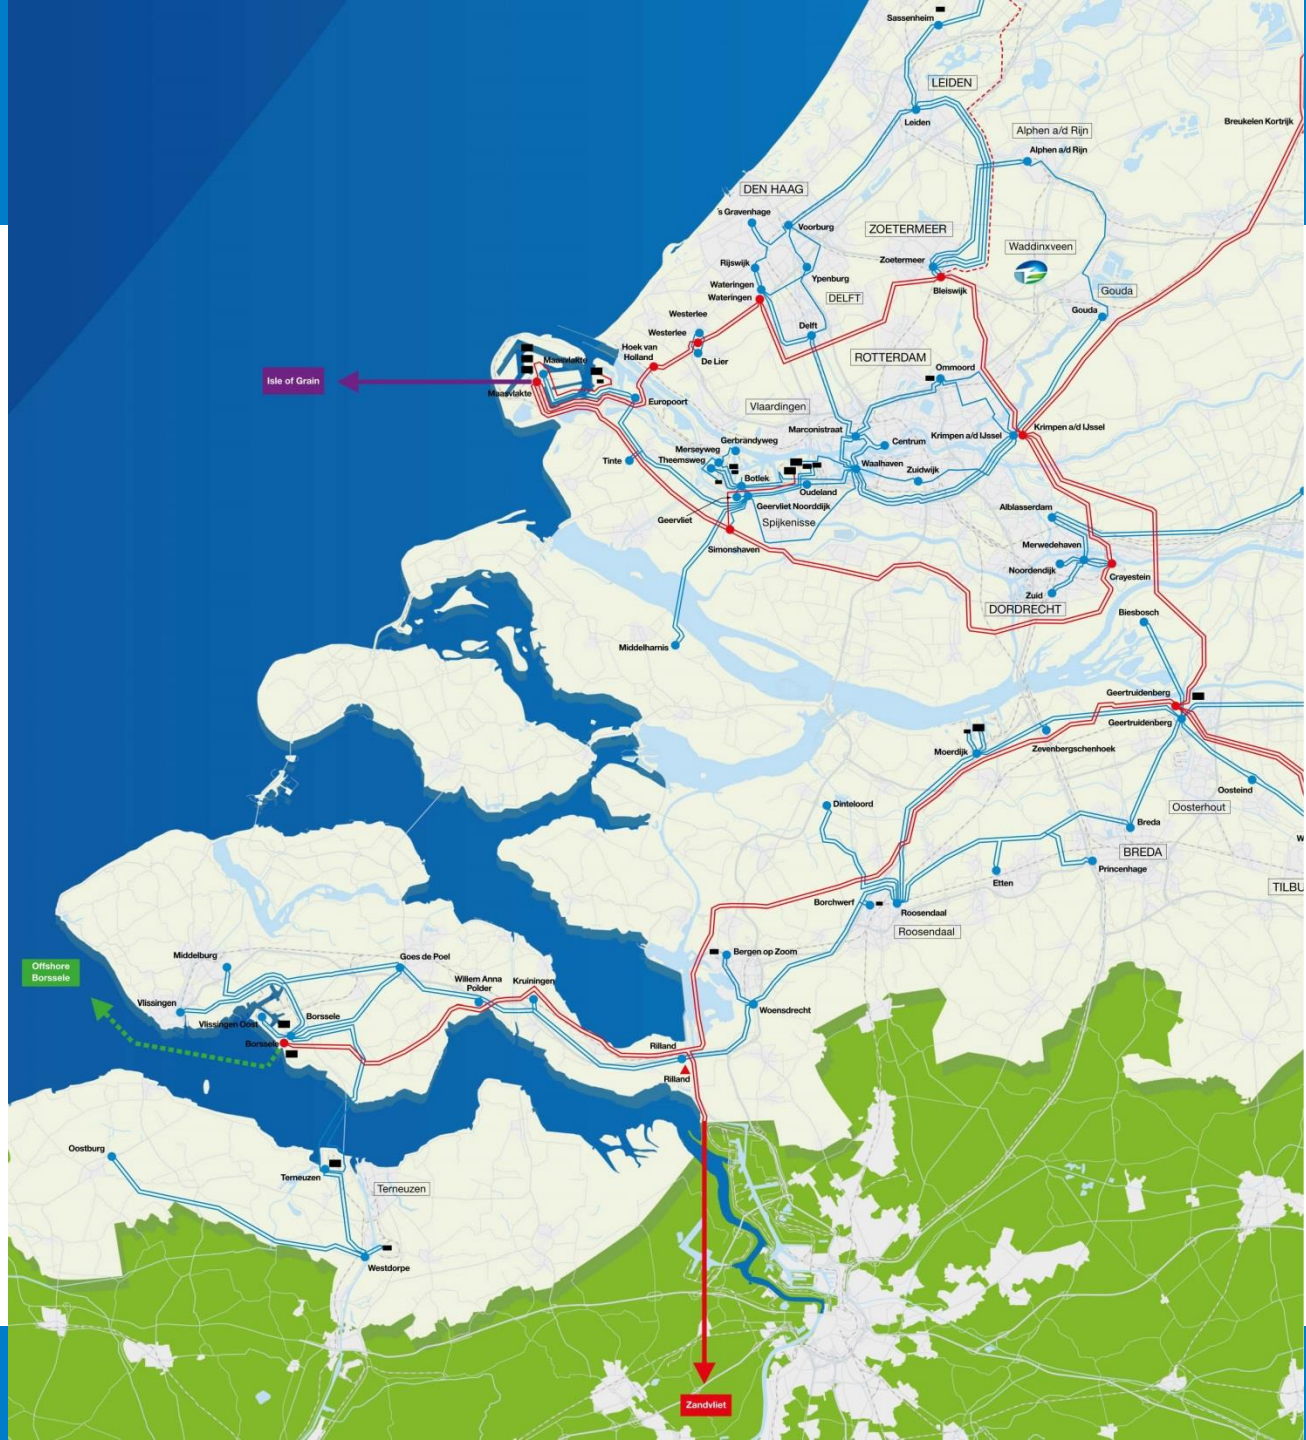 Sassenheim
LEIDEN
Leiden
Breukelen Kortrijk
Alphen a/d Rijn
Alphen a/d Rijn
DEN HAAG
's Gravenhage
Voorburg
ZOETERMEER
Waddinxveen
Zoetermeer
Rijswijk
Ypenburg
Wateringen
Wateringen
DELFT
Bleiswijk
Gouda
Gouda
Westerlee
Westerlee
Delft
De Lier
Hoek van
Holland
ROTTERDAM
Ommoord
Maasvlakte
Maasvlakte
Isle of Grain
Europoort
Vlaardingen
Marconistraat
Krimpen a/d IJssel
Krimpen a/d IJssel
Gerbrandyweg
Merseyweg
Theemsweg
Centrum
Tinte
Waalhaven
Zuidwijk
Botlek
Oudeland
Geervliet Noorddijk
Geervliet
Spijkenisse
Simonshaven
Alblasserdam
Merwedehaven
Noordendijk
Crayestein
Zuid
DORDRECHT
Biesbosch
Middelharnis
Geertruidenberg
Geertruidenberg
Moerdijk
Zevenbergschenhoek
Oosteind
Oosterhout
Dinteloord
Breda
BREDA
W
Princenhage
Etten
TILBU
Borchwerf
Roosendaal
Roosendaal
Bergen op Zoom
Middelburg
Goes de Poel
Offshore
Borssele
Willem Anna
Polder
Kruiningen
Vlissingen
Vlissingen Oost
Borssele
Borssele
Woensdrecht
Rilland
Rilland
Oostburg
Terneuzen
Terneuzen
Westdorpe
Zandvliet